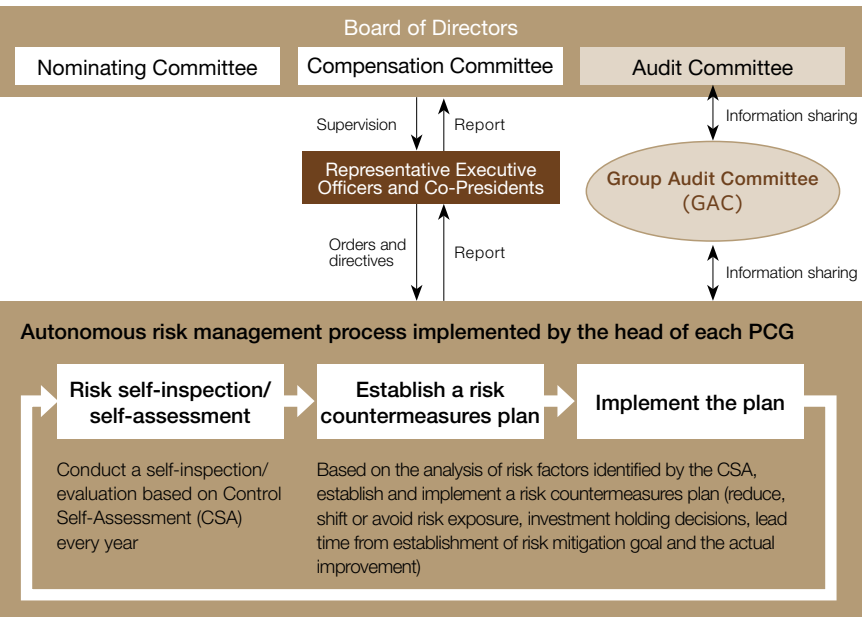 Board of Directors
Nominating Committee
Compensation Committee
Audit Committee
Supervision
Report
Information sharing
Representative Executive
Officers and Co-Presidents
Group Audit Committee
(GAC)
Orders and
directives
Report
Information sharing
Autonomous risk management process implemented by the head of each PCG
Risk self-inspection/
self-assessment
Establish a risk
countermeasures plan
Implement the plan
Conduct a self-inspection/
evaluation based on Control
Self-Assessment (CSA)
every year
Based on the analysis of risk factors identified by the CSA,
establish and implement a risk countermeasures plan (reduce,
shift or avoid risk exposure, investment holding decisions, lead
time from establishment of risk mitigation goal and the actual
improvement)